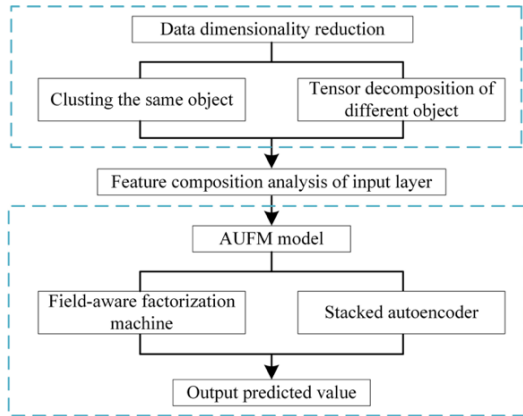 Data dimensionality reduction
Clusting the same object
Tensor decomposition of
different object
Feature composition analysis of input layer
AUFM model
Field-aware factorization
machine
Stacked autoencoder
Output predicted value